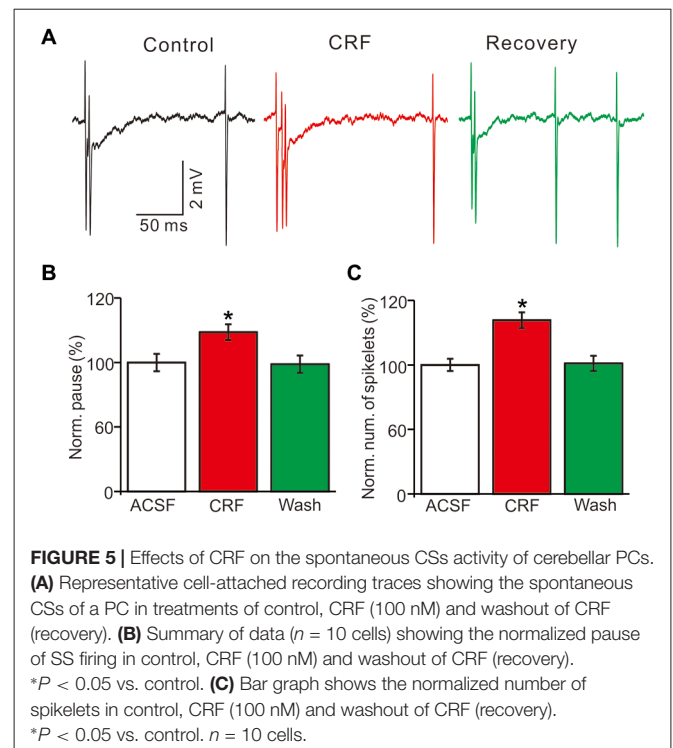 A
Control
CRF
Recovery
2 mV
50 ms
B
Norm. pause (%)
120
100
60
0
*
ACSF
CRF
Wash
C
Norm. num. of spikelets (%)
120
100
60
0
*
ACSF
CRF
Wash
FIGURE 5 | Effects of CRF on the spontaneous CSs activity of cerebellar PCs.
(A) Representative cell-attached recording traces showing the spontaneous
CSs of a PC in treatments of control, CRF (100 nM) and washout of CRF
(recovery). (B) Summary of data (n = 10 cells) showing the normalized pause
of SS firing in control, CRF (100 nM) and washout of CRF (recovery).
*P < 0.05 vs. control. (C) Bar graph shows the normalized number of
spikelets in control, CRF (100 nM) and washout of CRF (recovery).
*P < 0.05 vs. control. n = 10 cells.